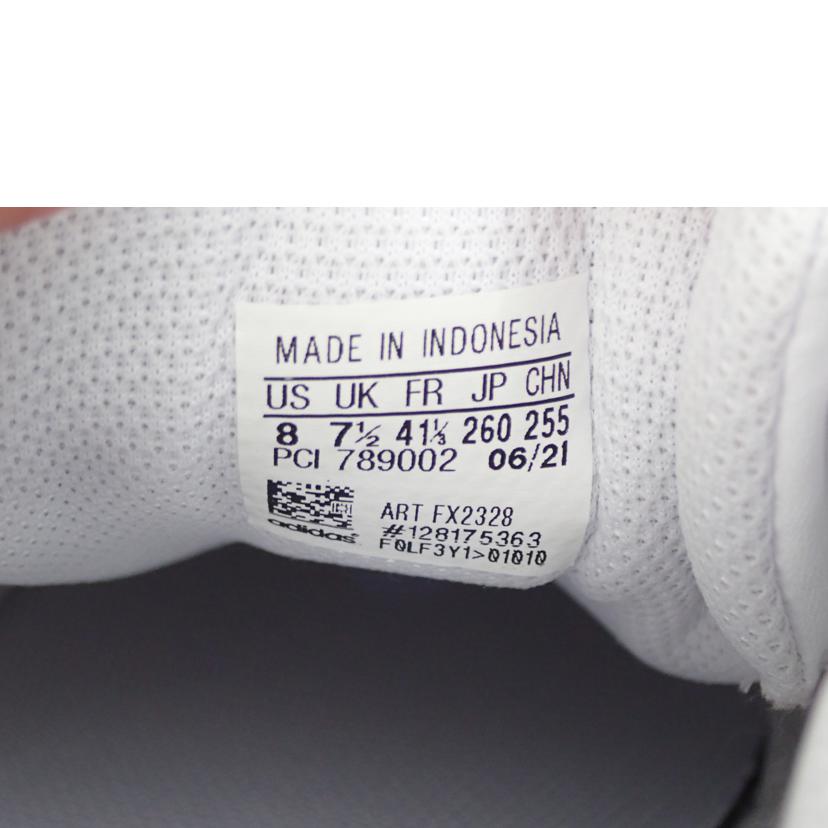 MADE IN INDONESIA
US UK FR JP CHN
8 7½ 41⅓ 260 255
PCI 789002 06/21
ART FX2328
#128175363
adidas
F0LF3Y1>01010